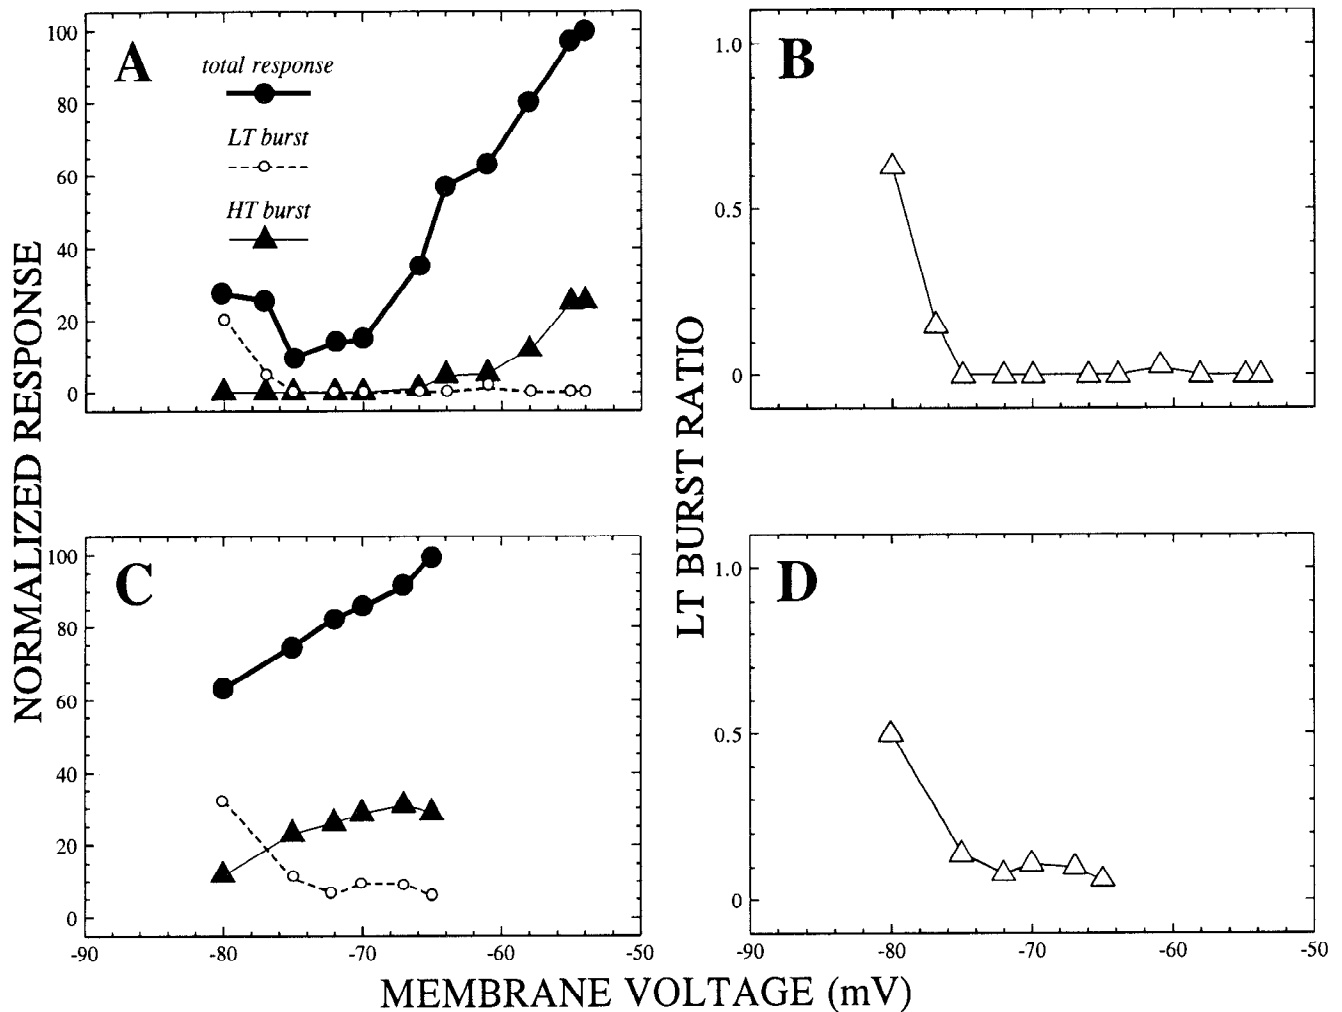 A
total response
LT burst
HT burst
100
80
60
40
20
0
B
1.0
0.5
0
NORMALIZED RESPONSE
LT BURST RATIO
C
100
80
60
40
20
0
-90
-80
-70
-60
-50
D
1.0
0.5
0
-90
-80
-70
-60
-50
MEMBRANE VOLTAGE (mV)